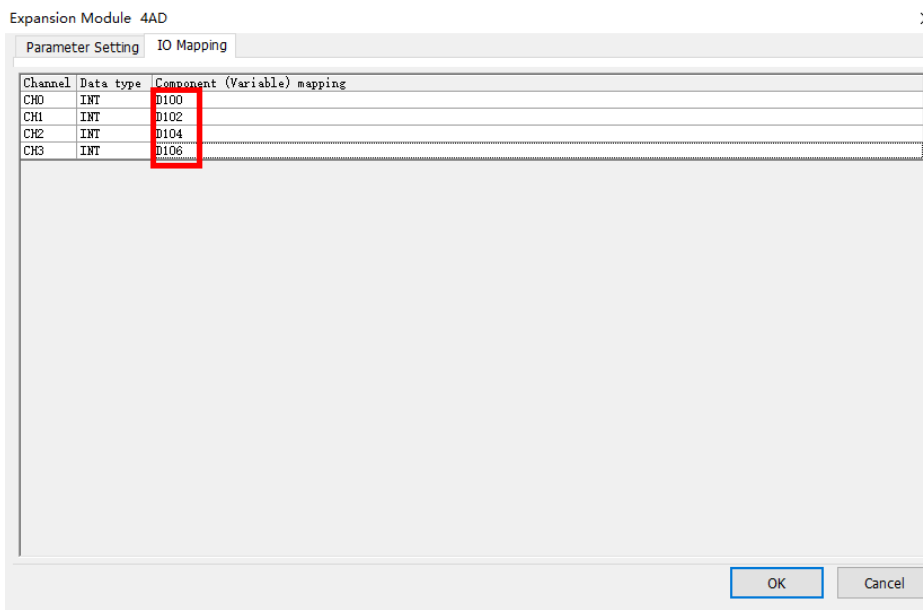 Expansion Module 4AD
Parameter Setting IO Mapping
Channel Data type Component (Variable) mapping
CH0 INT D100
CH1 INT D102
CH2 INT D104
CH3 INT D106
OK Cancel